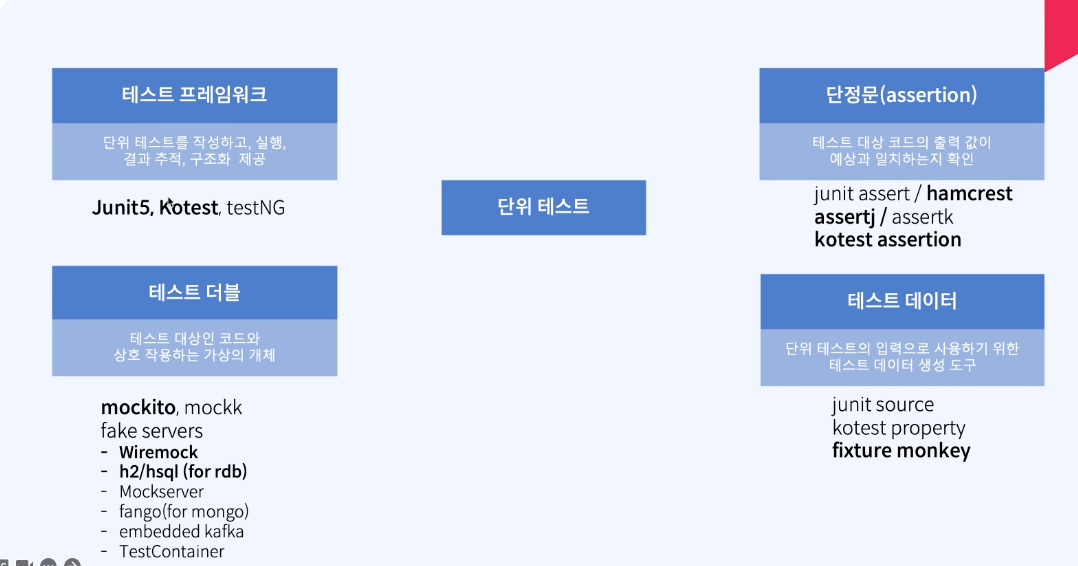 테스트 프레임워크
단위 테스트를 작성하고, 실행,
결과 추적, 구조화 제공
Junit5, Kotest, testNG
테스트 더블
테스트 대상인 코드와
상호 작용하는 가상의 개체
mockito, mockk
fake servers
- Wiremock
- h2/hsql (for rdb)
- Mockserver
- fango(for mongo)
- embedded kafka
- TestContainer
단위 테스트
단정문(assertion)
테스트 대상 코드의 출력 값이
예상과 일치하는지 확인
junit assert / hamcrest
assertj / assertk
kotest assertion
테스트 데이터
단위 테스트의 입력으로 사용하기 위한
테스트 데이터 생성 도구
junit source
kotest property
fixture monkey